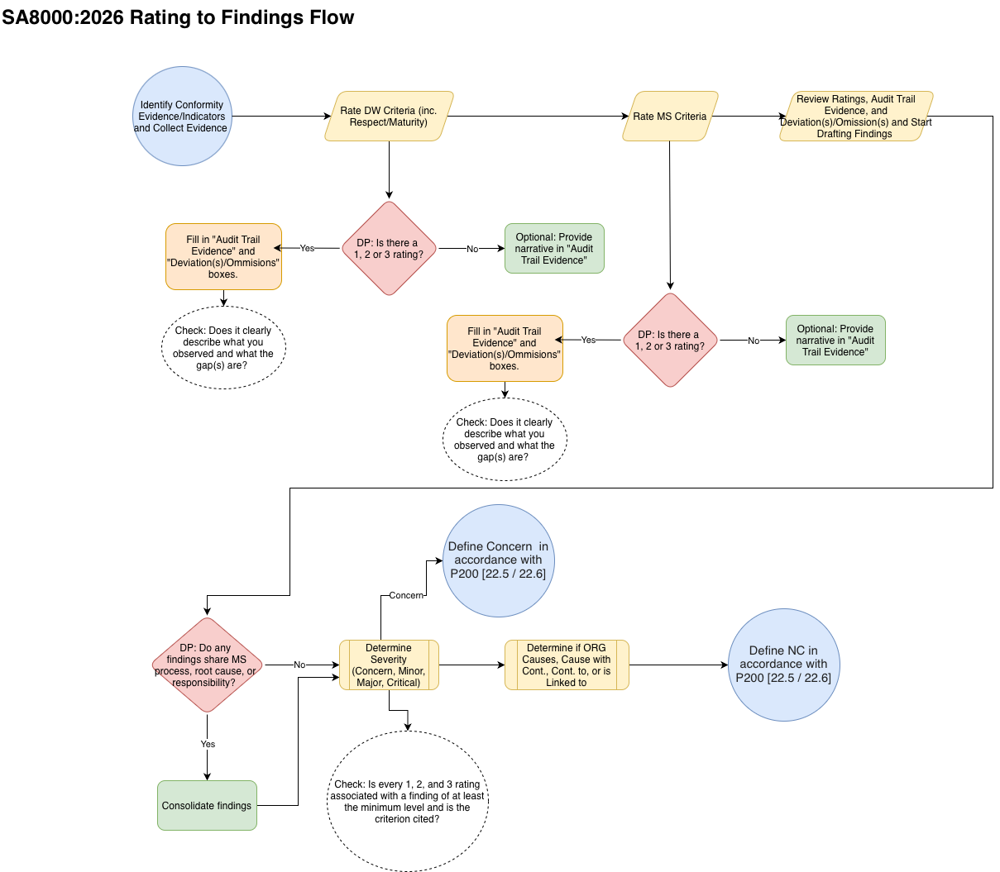 SA8000:2026 Rating to Findings Flow
Identify Conformity
Evidence/Indicators
and Collect Evidence
Rate DW Criteria (inc.
Respect/Maturity)
Rate MS Criteria
Review Ratings, Audit Trail
Evidence, and
Deviation(s)/Omission(s) and Start
Drafting Findings
Fill in "Audit Trail
Evidence" and
"Deviation(s)/Ommisions"
boxes.
Yes
DP: Is there a
1, 2 or 3 rating?
No
Optional: Provide
narrative in "Audit
Trail Evidence"
Check: Does it clearly
describe what you
observed and what the
gap(s) are?
Fill in "Audit Trail
Evidence" and
"Deviation(s)/Ommisions"
boxes.
Yes
DP: Is there a
1, 2 or 3 rating?
No
Optional: Provide
narrative in "Audit
Trail Evidence"
Check: Does it clearly
describe what you
observed and what the
gap(s) are?
Define Concern  in
accordance with
P200 [22.5 / 22.6]
Concern
DP: Do any
findings share MS
process, root cause, or
responsibility?
No
Determine
Severity
(Concern, Minor,
Major, Critical)
Determine if ORG
Causes, Cause with
Cont., Cont. to, or is
Linked to
Define NC in
accordance with
P200 [22.5 / 22.6]
Yes
Consolidate findings
Check: Is every 1, 2, and 3 rating
associated with a finding of at least
the minimum level and is the
criterion cited?